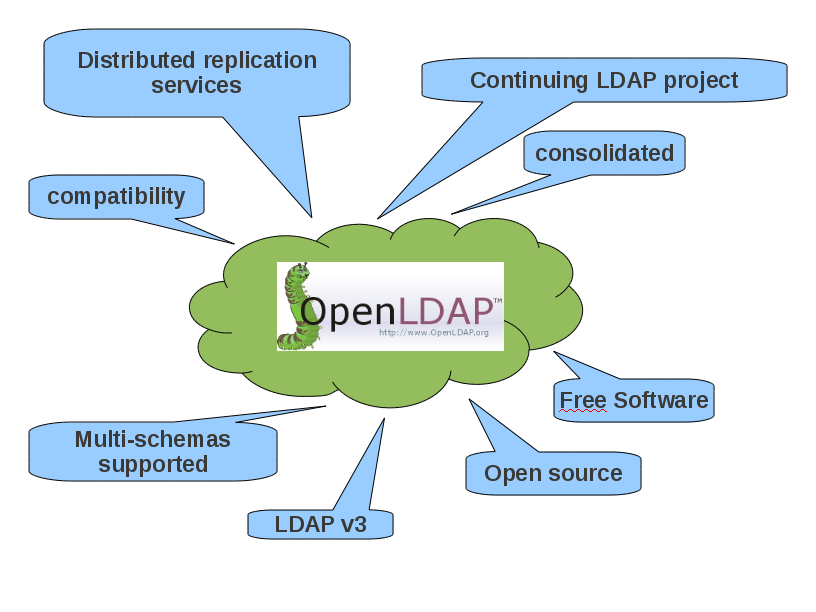 Distributed replication
services
Continuing LDAP project
consolidated
compatibility
OpenLDAP™
http://www.OpenLDAP.org
Free Software
Multi-schemas
supported
Open source
LDAP v3